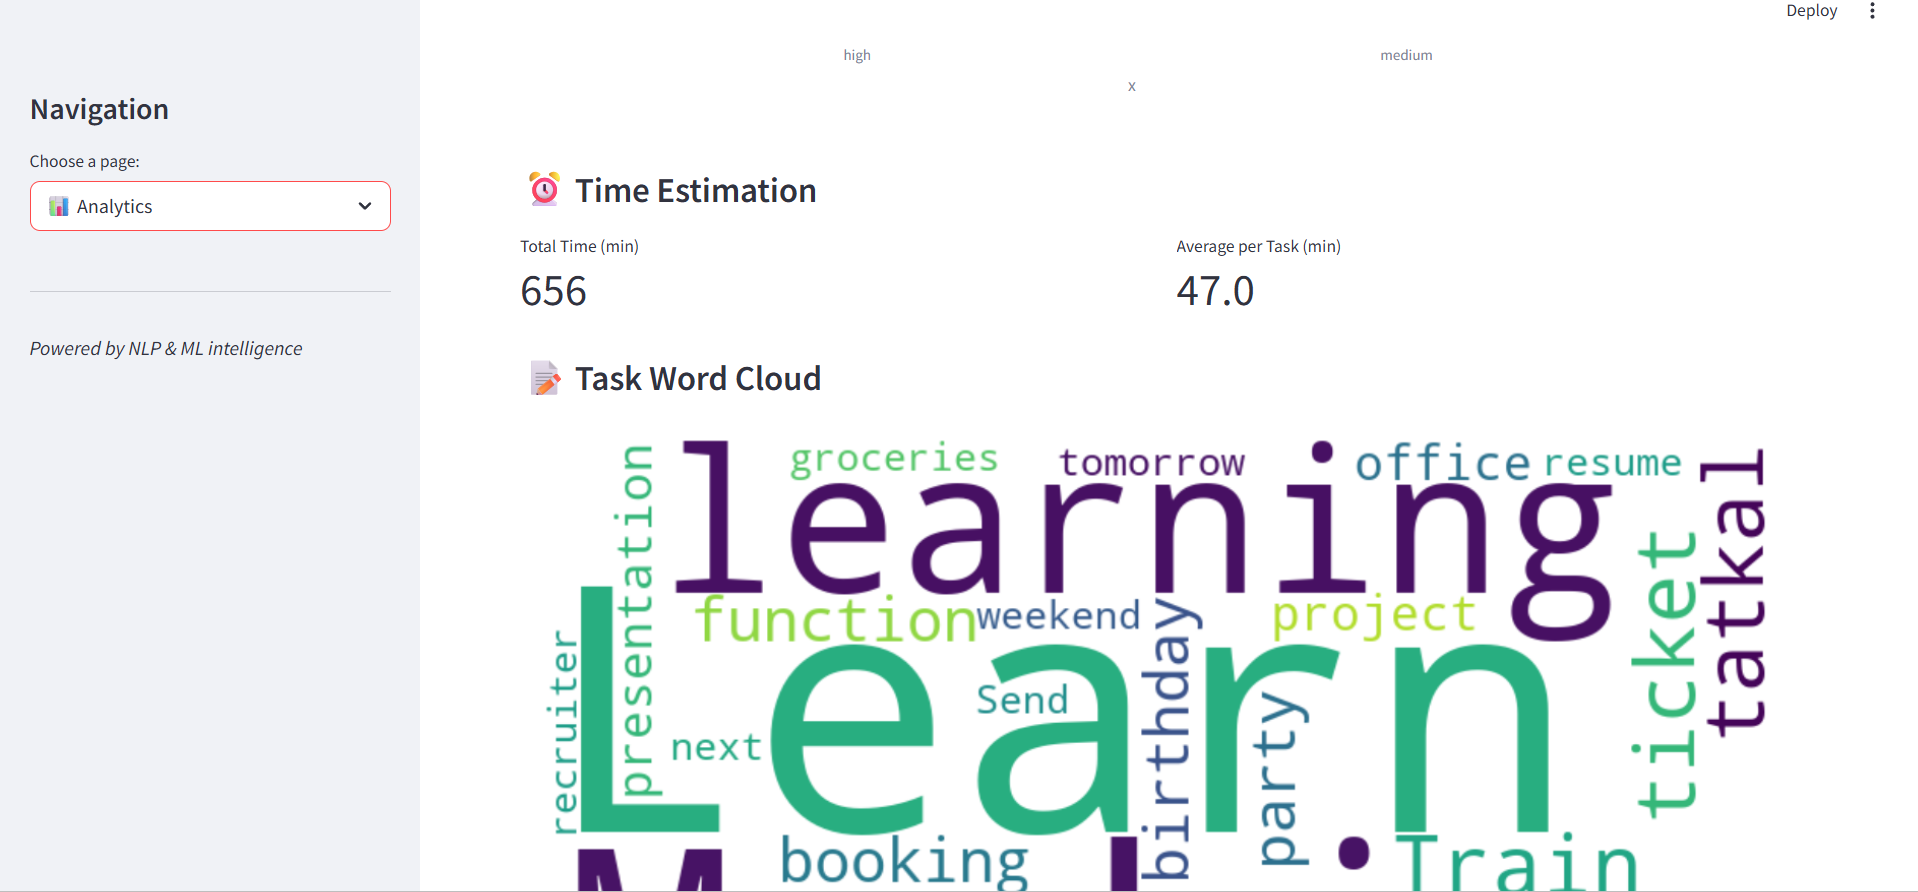 Deploy
high medium
x
Navigation
Choose a page:
Analytics
Powered by NLP & ML intelligence
Time Estimation
Total Time (min)
656
Average per Task (min)
47.0
Task Word Cloud
presentation
groceries
tomorrow
office
resume
learning
tatkal
ticket
function
weekend
project
recruiter
Learn
Send
next
birthday
party
booking
Train